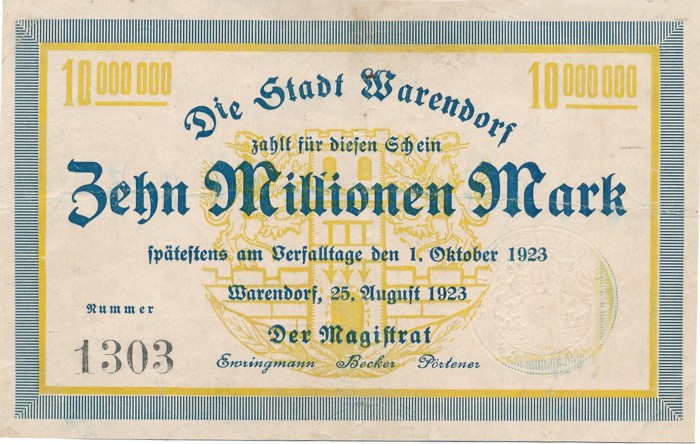 10 000 000
10 000 000
Die Stadt Warendorf
zahlt für diesen Schein
Zehn Millionen Mark
spätestens am Verfalltage den 1. Oktober 1923
Warendorf, 25. August 1923
Nummer
Der Magistrat
1303
Ewringmann Becker Pörtener